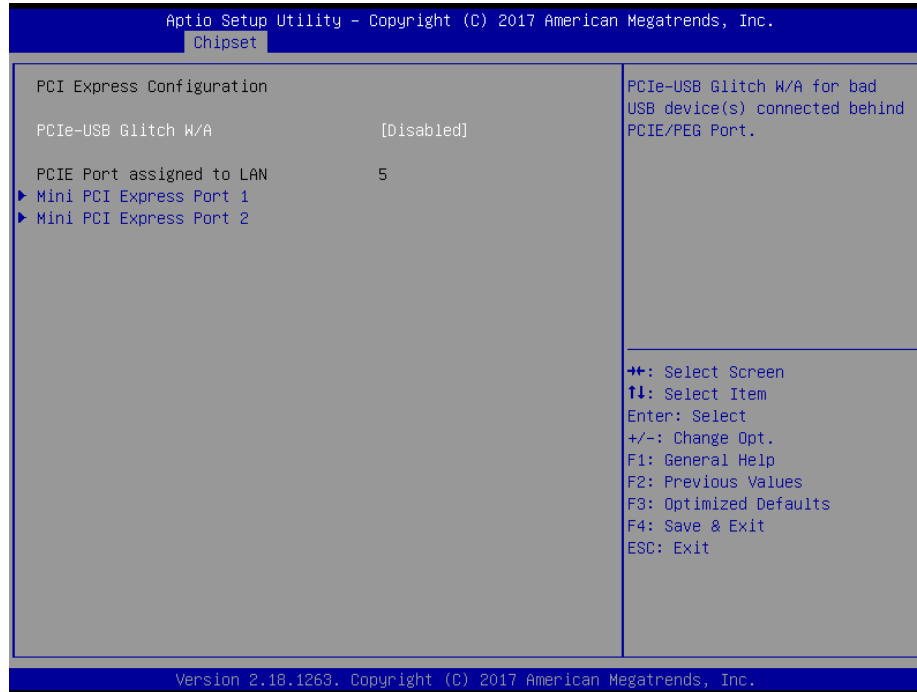 Aptio Setup Utility – Copyright (C) 2017 American Megatrends, Inc.
Chipset
PCI Express Configuration
PCIe-USB Glitch W/A [Disabled]
PCIE Port assigned to LAN 5
Mini PCI Express Port 1
Mini PCI Express Port 2
PCIe-USB Glitch W/A for bad
USB device(s) connected behind
PCIE/PEG Port.
→←: Select Screen
↑↓: Select Item
Enter: Select
+/-: Change Opt.
F1: General Help
F2: Previous Values
F3: Optimized Defaults
F4: Save & Exit
ESC: Exit
Version 2.18.1263. Copyright (C) 2017 American Megatrends, Inc.